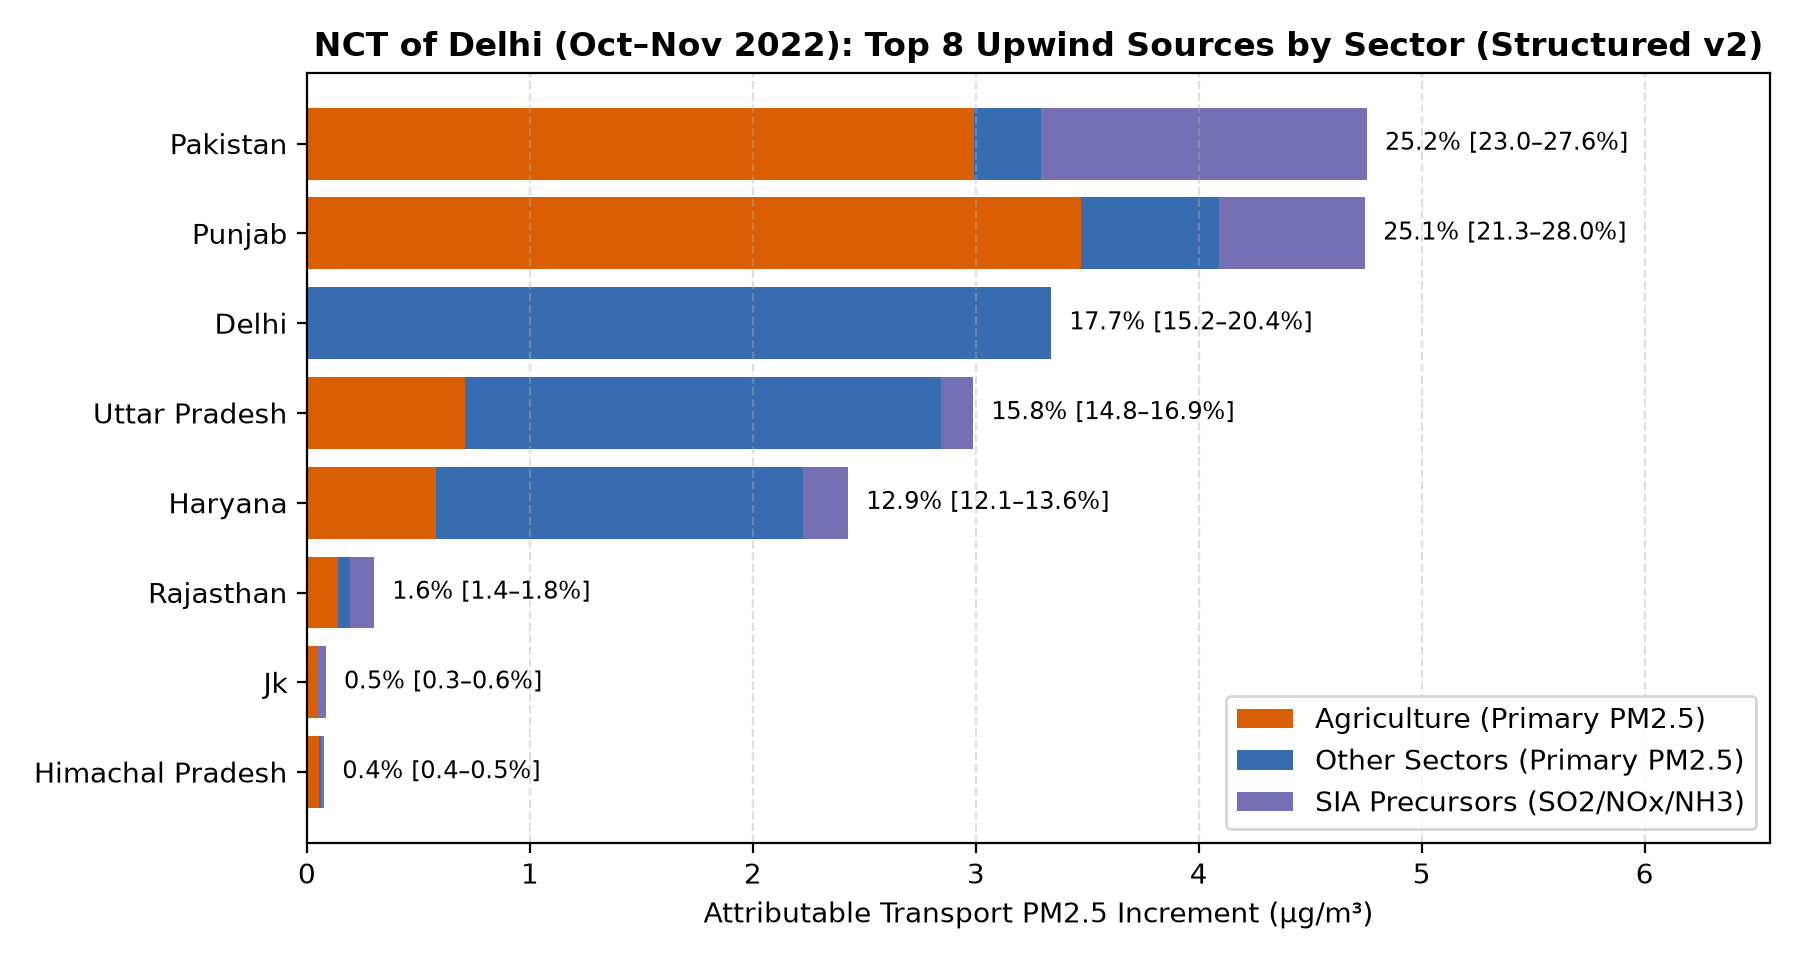 NCT of Delhi (Oct–Nov 2022): Top 8 Upwind Sources by Sector (Structured v2)
Pakistan
25.2% [23.0–27.6%]
Punjab
25.1% [21.3–28.0%]
Delhi
17.7% [15.2–20.4%]
Uttar Pradesh
15.8% [14.8–16.9%]
Haryana
12.9% [12.1–13.6%]
Rajasthan
1.6% [1.4–1.8%]
Jk
0.5% [0.3–0.6%]
Himachal Pradesh
0.4% [0.4–0.5%]
Agriculture (Primary PM2.5)
Other Sectors (Primary PM2.5)
SIA Precursors (SO2/NOx/NH3)
0 1 2 3 4 5 6
Attributable Transport PM2.5 Increment (µg/m³)